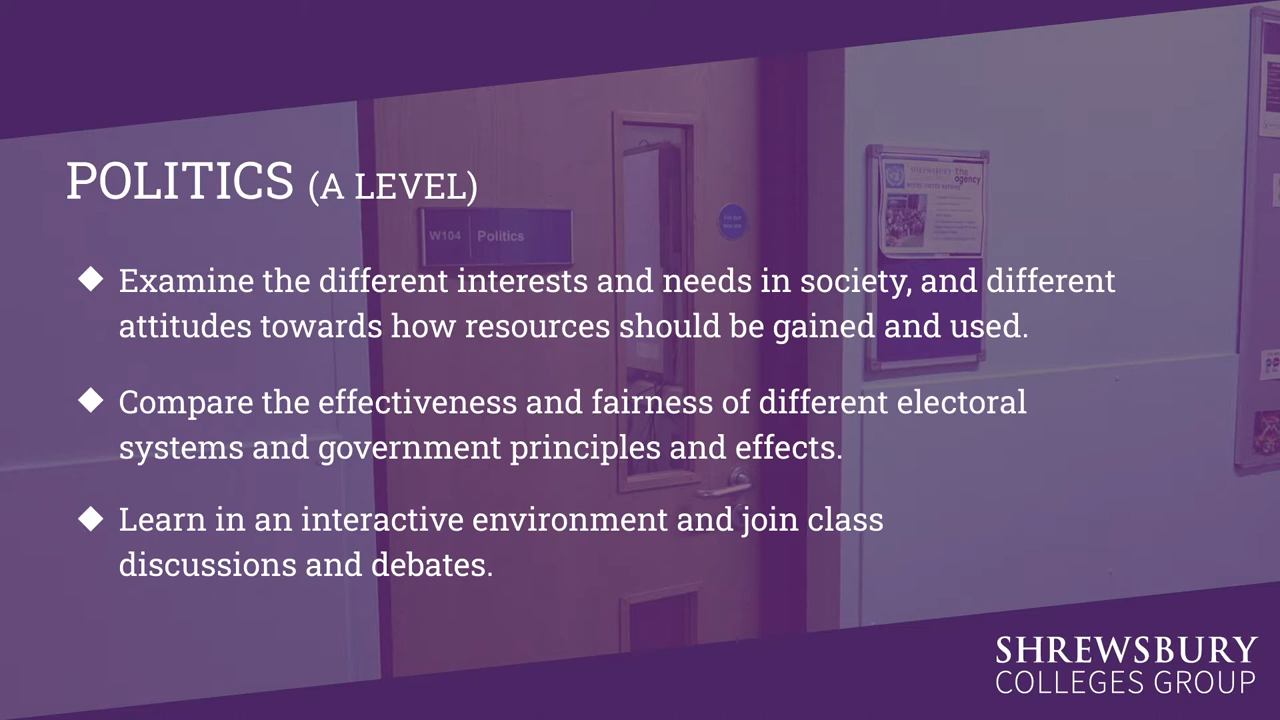 POLITICS (A LEVEL)
W104 Politics
the
agency
◆ Examine the different interests and needs in society, and different
attitudes towards how resources should be gained and used.
◆ Compare the effectiveness and fairness of different electoral
systems and government principles and effects.
◆ Learn in an interactive environment and join class
discussions and debates.
SHREWSBURY
COLLEGES GROUP